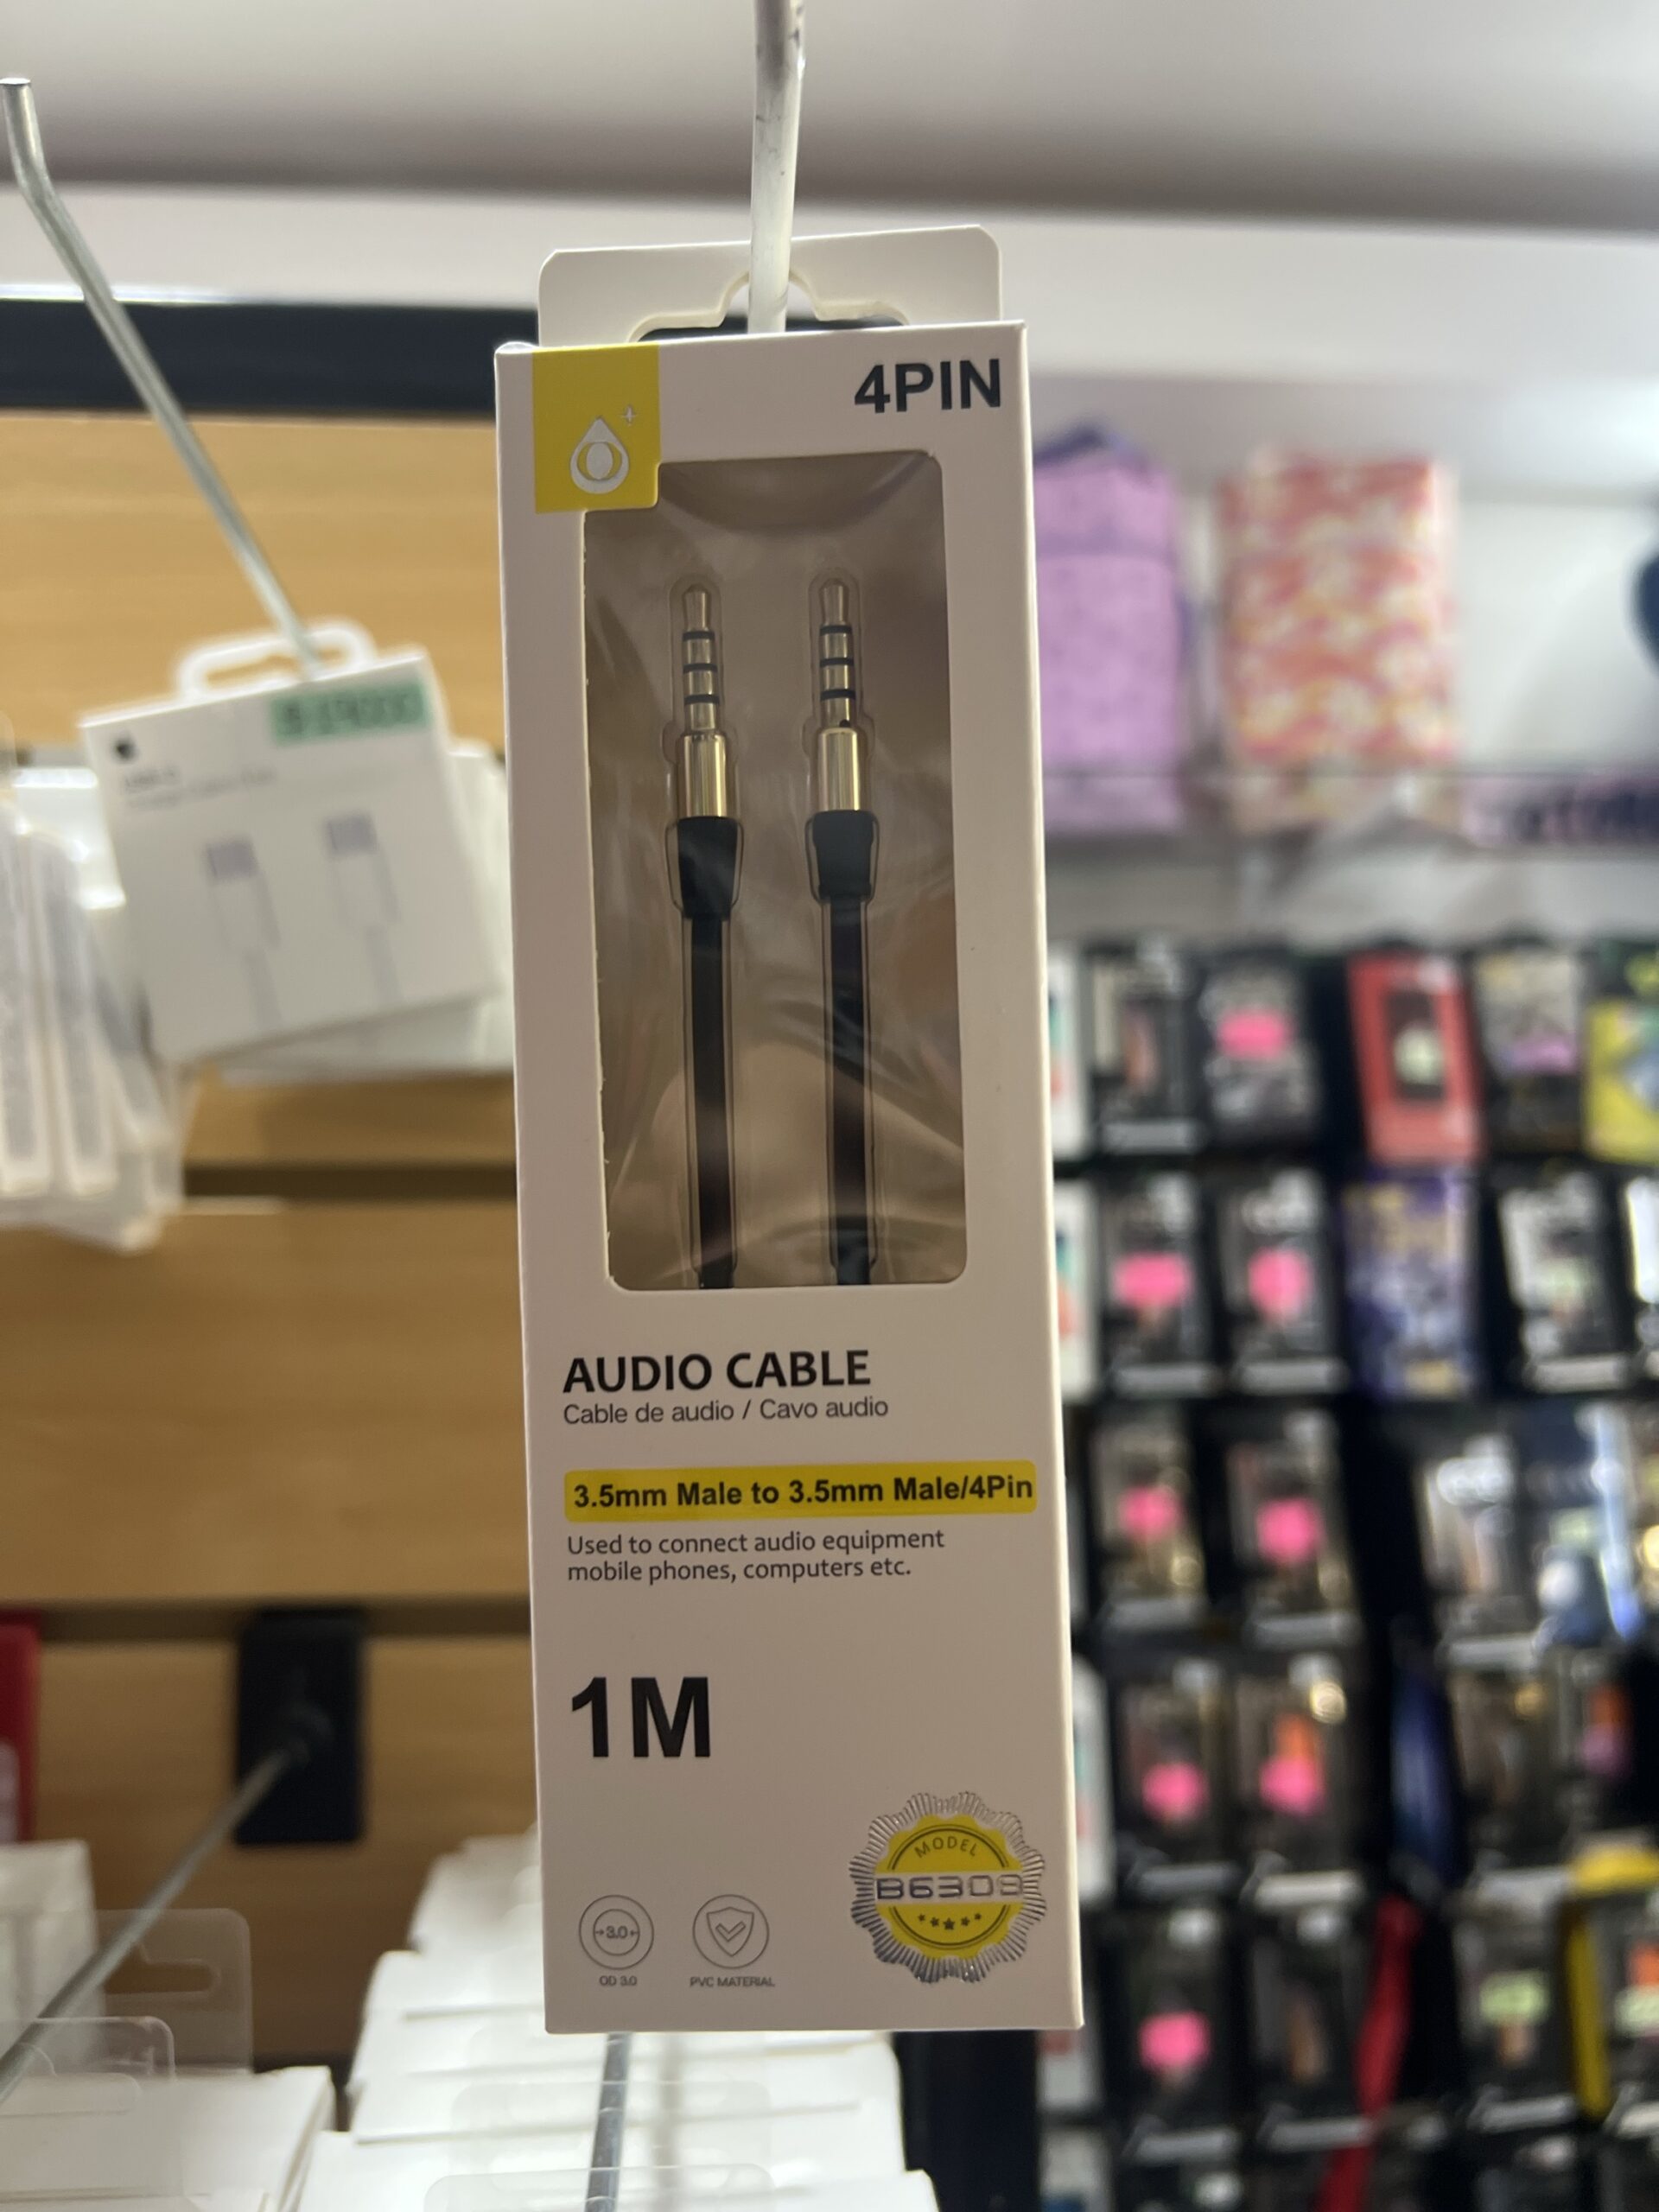 4PIN
AUDIO CABLE
Cable de audio / Cavo audio
3.5mm Male to 3.5mm Male/4Pin
Used to connect audio equipment
mobile phones, computers etc.
1M
MODEL
B6309
3.0
OD 3.0
PVC MATERIAL